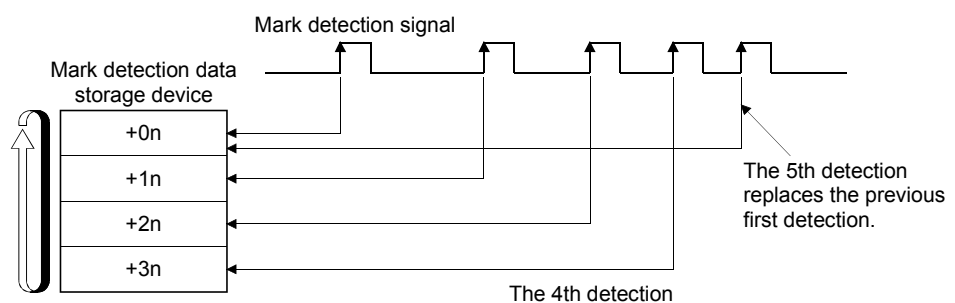 Mark detection signal
Mark detection data
storage device
+0n
+1n
+2n
+3n
The 5th detection
replaces the previous
first detection.
The 4th detection